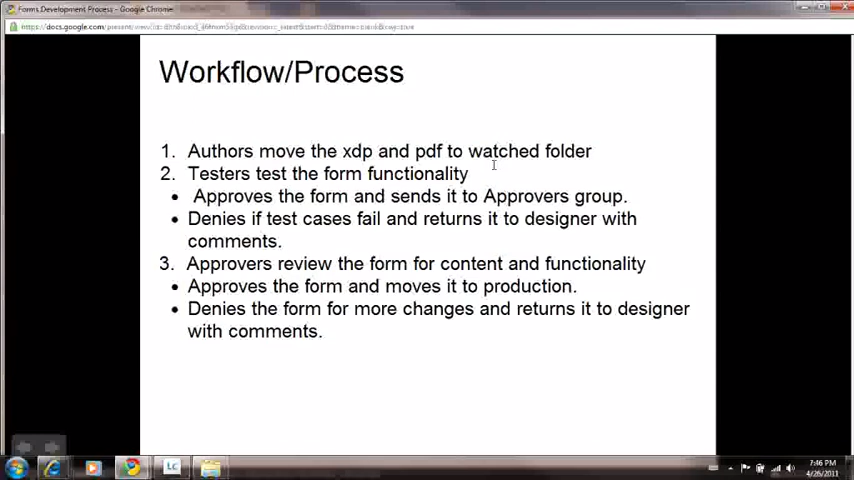 Forms Development Process - Google Chrome
Workflow/Process
1. Authors move the xdp and pdf to watched folder
2. Testers test the form functionality
• Approves the form and sends it to Approvers group.
• Denies if test cases fail and returns it to designer with
comments.
3. Approvers review the form for content and functionality
• Approves the form and moves it to production.
• Denies the form for more changes and returns it to designer
with comments.
LC
7:46 PM
4/26/2011